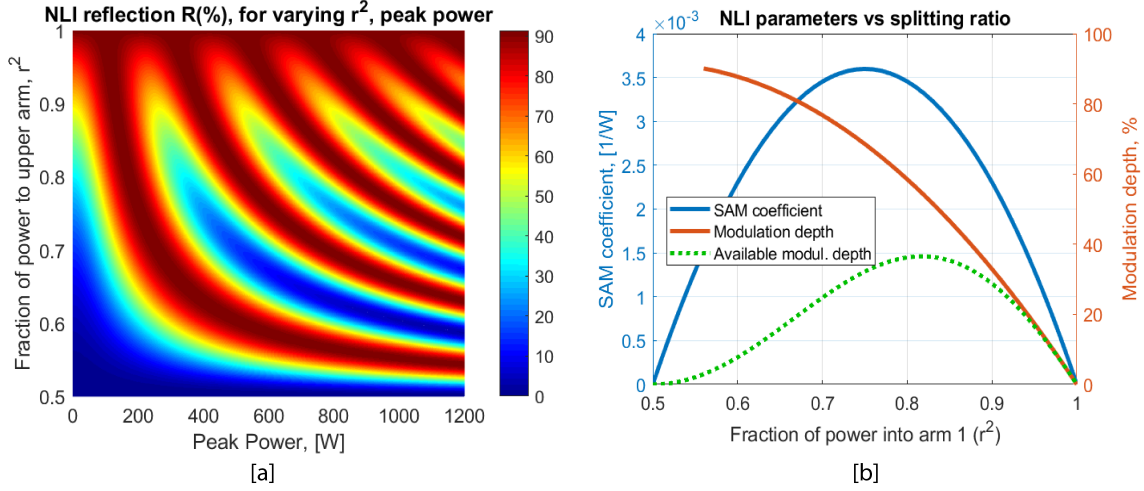 NLI reflection R(%), for varying r², peak power
Fraction of power to upper arm, r²
1
0.9
0.8
0.7
0.6
0.5
0 200 400 600 800 1000 1200
Peak Power, [W]
90
80
70
60
50
40
30
20
10
0
[a]
NLI parameters vs splitting ratio
×10⁻³
SAM coefficient, [1/W]
4
3.5
3
2.5
2
1.5
1
0.5
0
SAM coefficient
Modulation depth
Available modul. depth
0.5 0.6 0.7 0.8 0.9 1
Fraction of power into arm 1 (r²)
100
80
60
40
20
0
Modulation depth, %
[b]